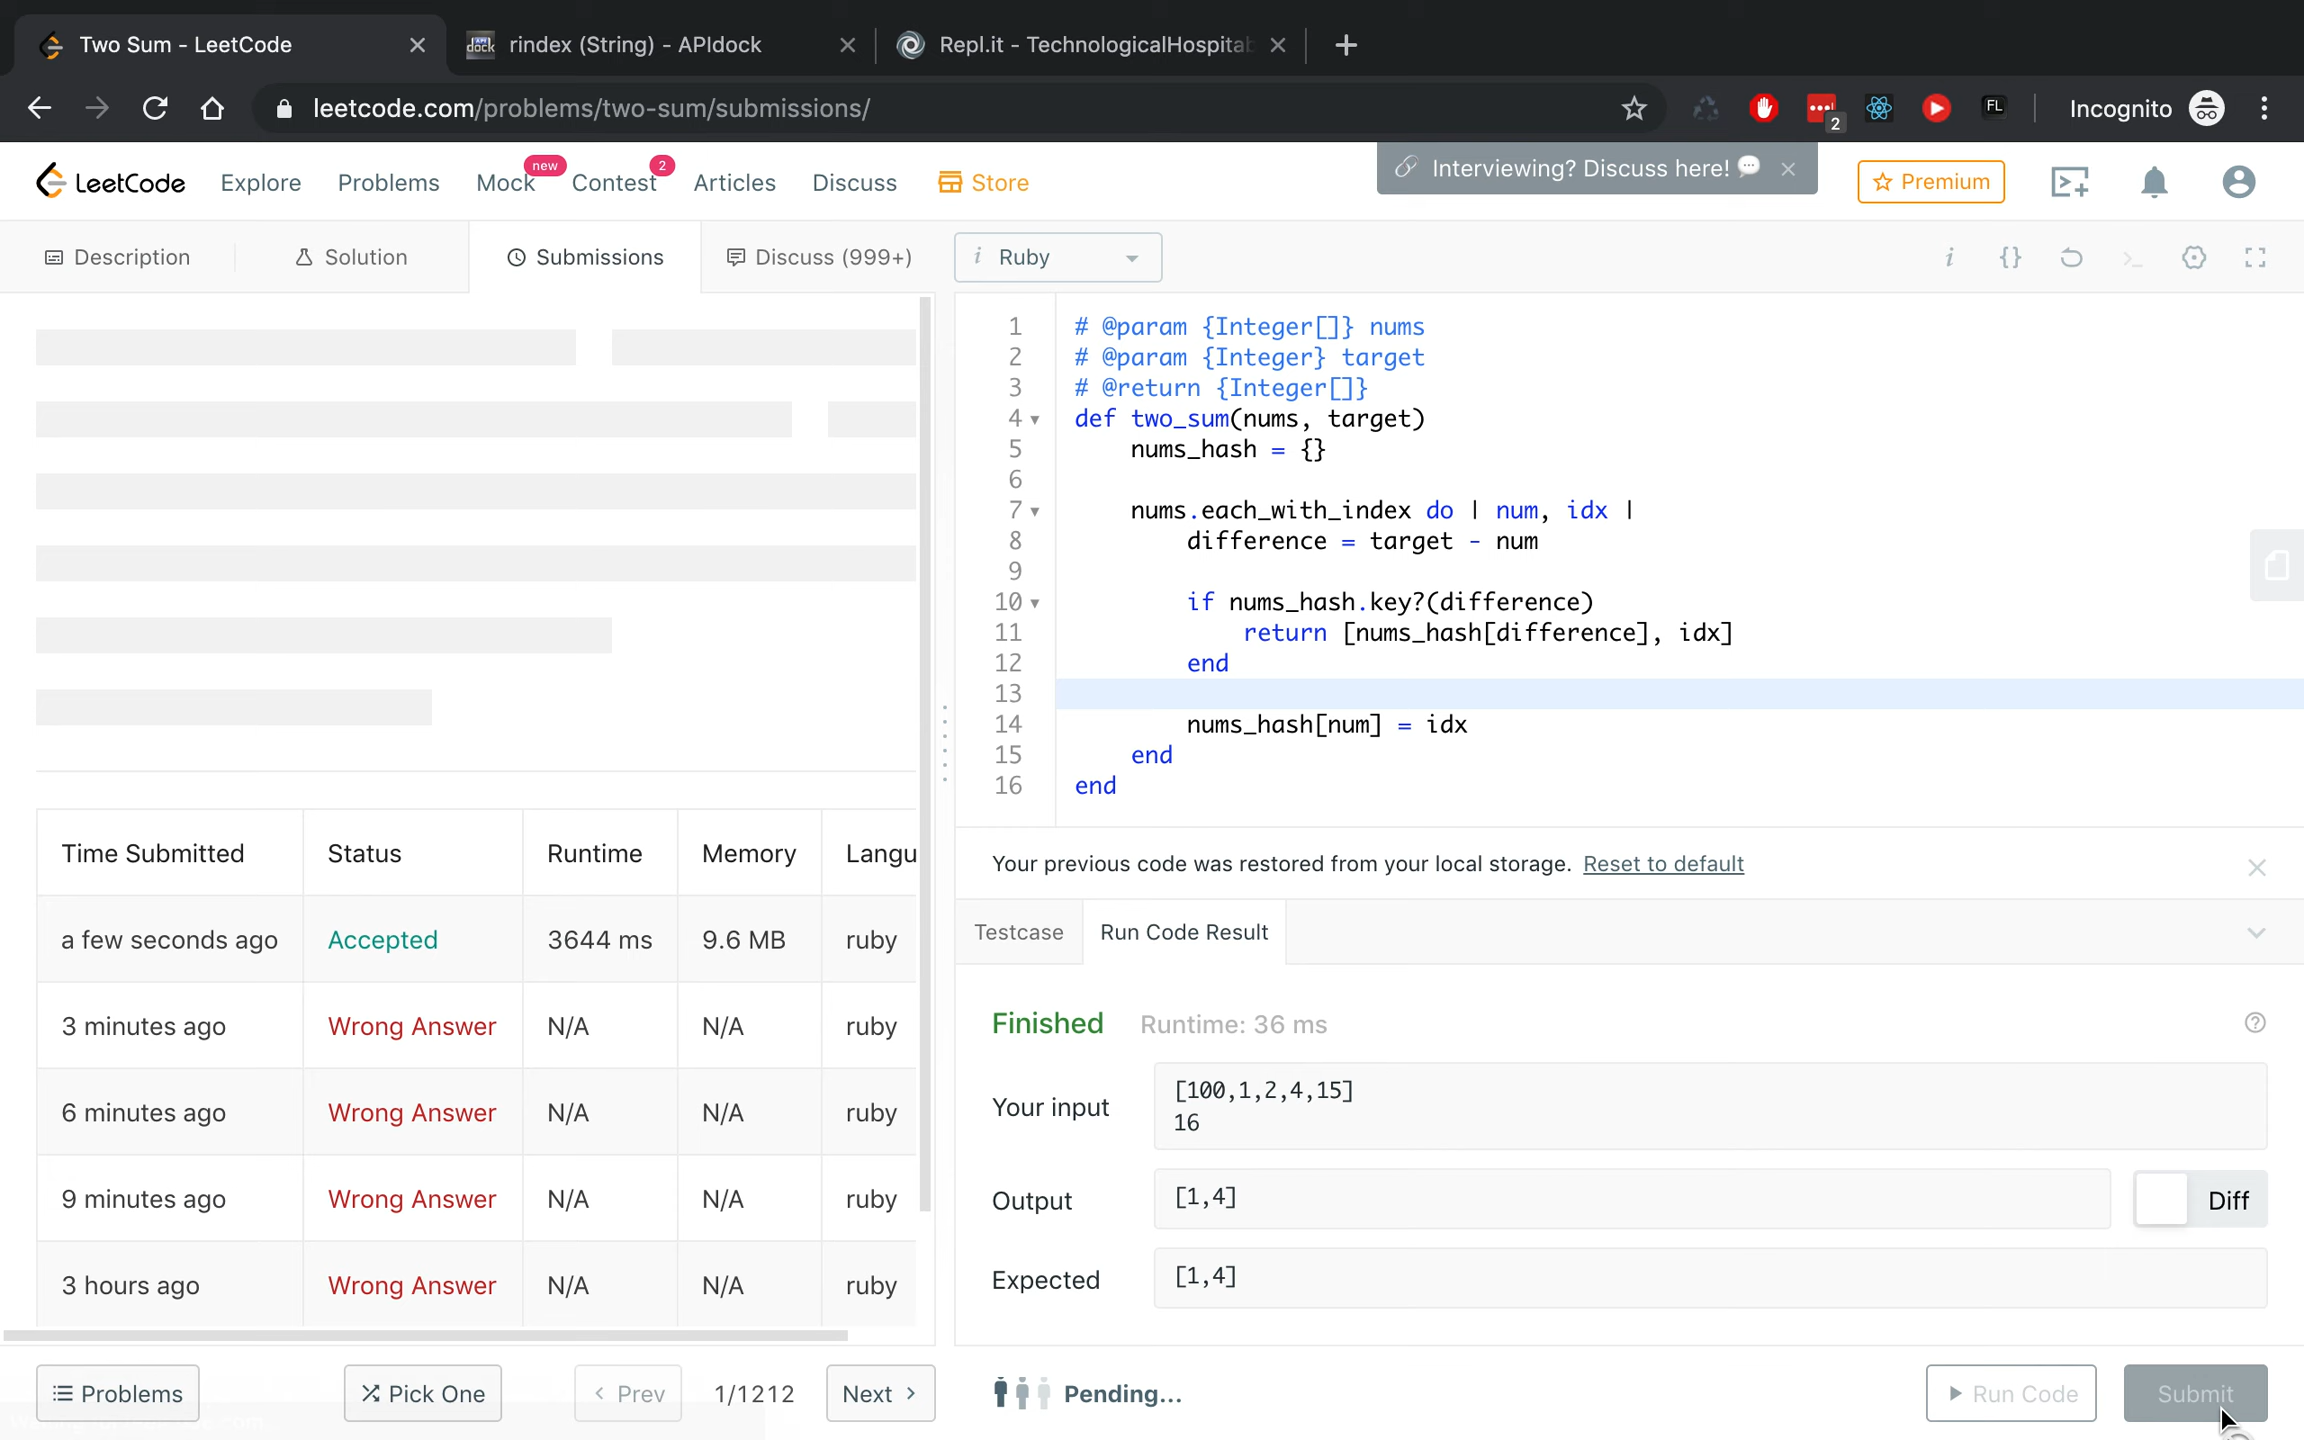 Two Sum - LeetCode
rindex (String) - APIdock
Repl.it - TechnologicalHospitab
leetcode.com/problems/two-sum/submissions/
2
FL
Incognito
LeetCode
Explore
Problems
Mock
new
Contest
2
Articles
Discuss
Store
Interviewing? Discuss here!
Premium
Description
Solution
Submissions
Discuss (999+)
i Ruby
1 # @param {Integer[]} nums
2 # @param {Integer} target
3 # @return {Integer[]}
4 def two_sum(nums, target)
5 nums_hash = {}
6
7 nums.each_with_index do | num, idx |
8 difference = target - num
9
10 if nums_hash.key?(difference)
11 return [nums_hash[difference], idx]
12 end
13
14 nums_hash[num] = idx
15 end
16 end
Your previous code was restored from your local storage. Reset to default
Time Submitted Status Runtime Memory Langu
a few seconds ago Accepted 3644 ms 9.6 MB ruby
3 minutes ago Wrong Answer N/A N/A ruby
6 minutes ago Wrong Answer N/A N/A ruby
9 minutes ago Wrong Answer N/A N/A ruby
3 hours ago Wrong Answer N/A N/A ruby
Testcase
Run Code Result
Finished Runtime: 36 ms
Your input
[100,1,2,4,15]
16
Output
[1,4]
Diff
Expected
[1,4]
Problems
Pick One
Prev
1/1212
Next
Pending...
Run Code
Submit